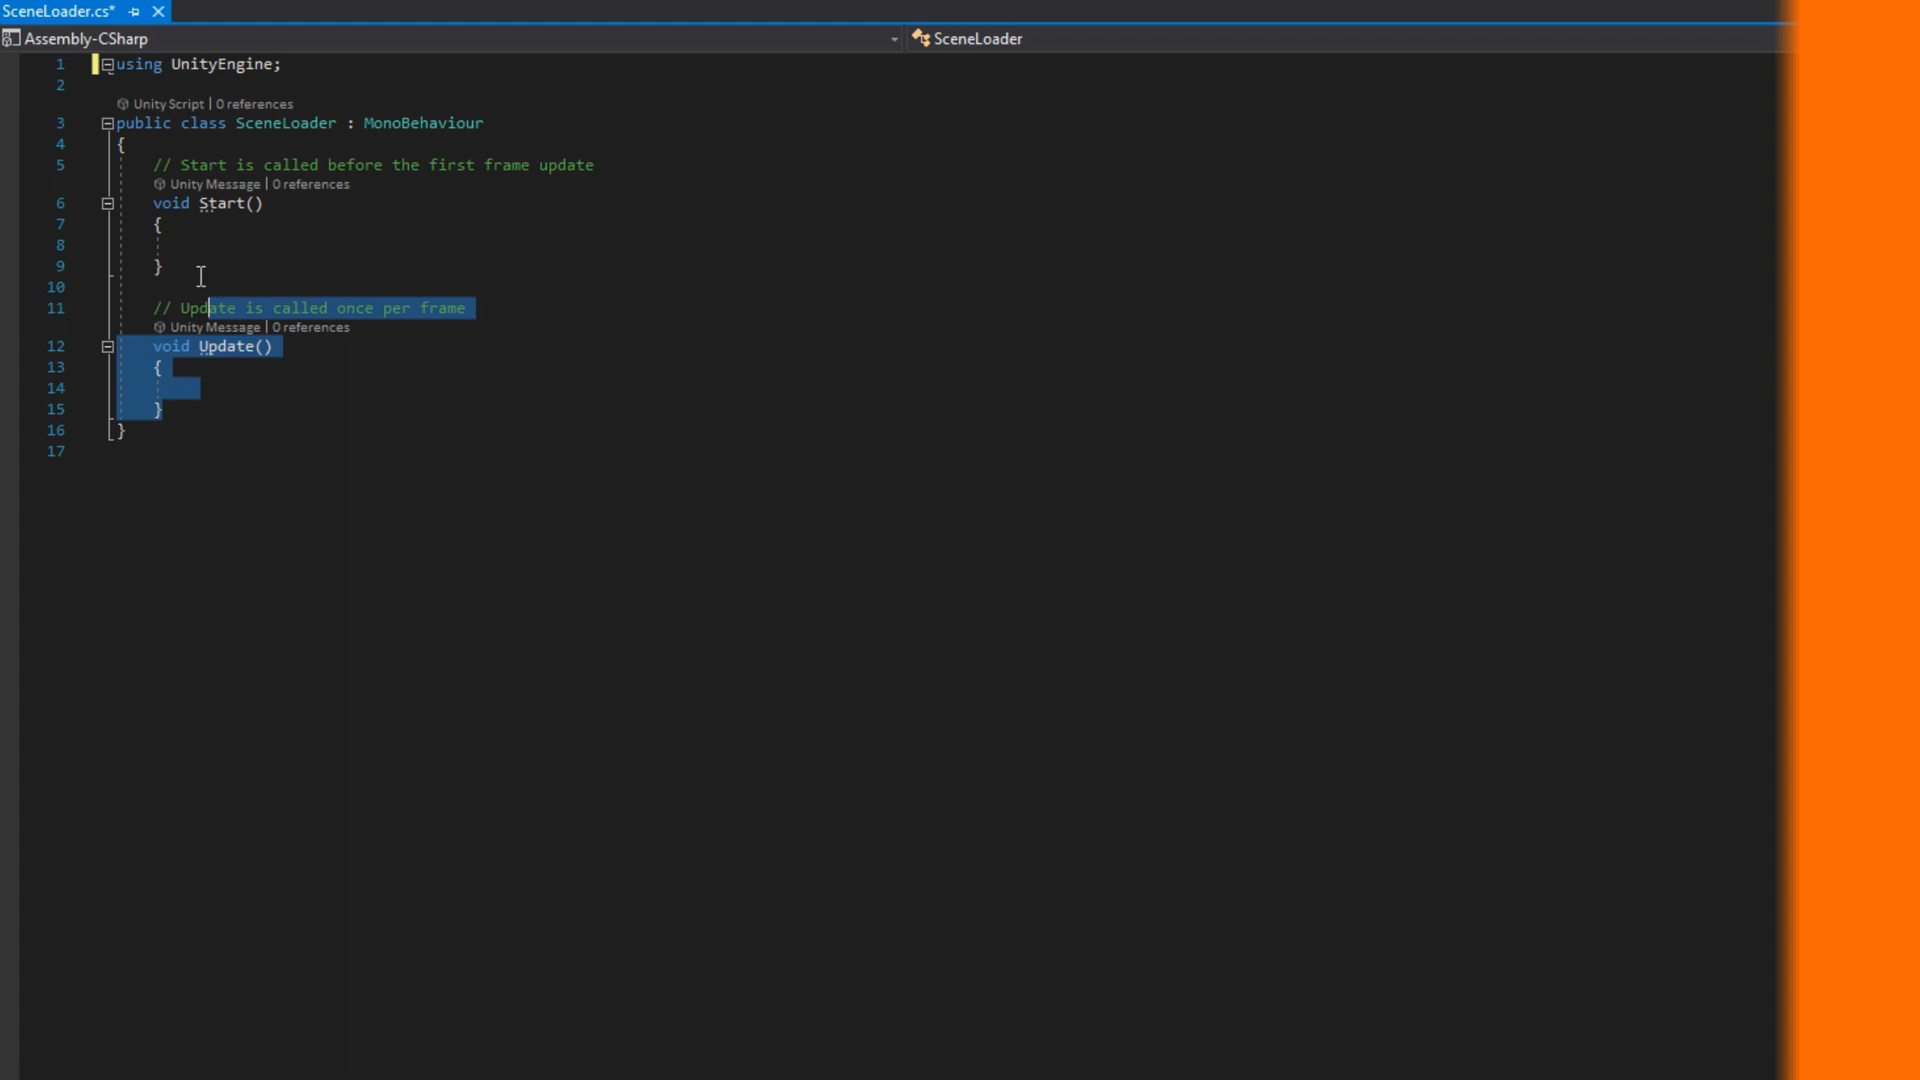 SceneLoader.cs*
Assembly-CSharp SceneLoader
1 using UnityEngine;
2
Unity Script | 0 references
3 public class SceneLoader : MonoBehaviour
4 {
5 // Start is called before the first frame update
Unity Message | 0 references
6 void Start()
7 {
8
9 }
10
11 // Update is called once per frame
Unity Message | 0 references
12 void Update()
13 {
14
15 }
16 }
17